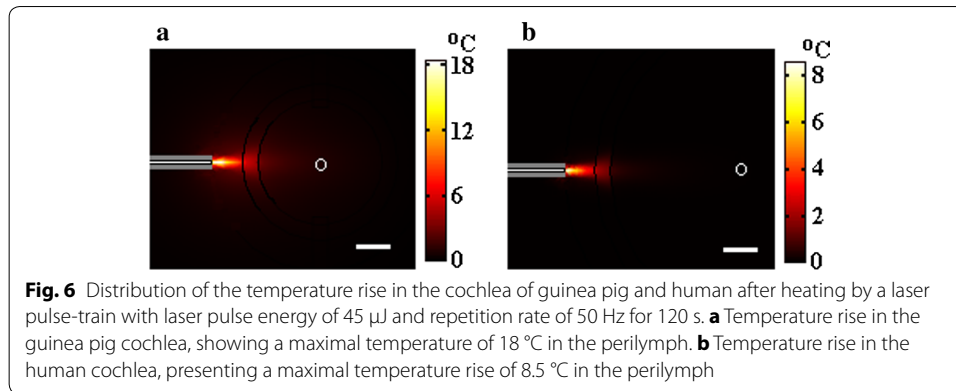 a
b
°C
18
12
6
0
°C
8
6
4
2
0
Fig. 6 Distribution of the temperature rise in the cochlea of guinea pig and human after heating by a laser
pulse-train with laser pulse energy of 45 μJ and repetition rate of 50 Hz for 120 s. a Temperature rise in the
guinea pig cochlea, showing a maximal temperature of 18 °C in the perilymph. b Temperature rise in the
human cochlea, presenting a maximal temperature rise of 8.5 °C in the perilymph